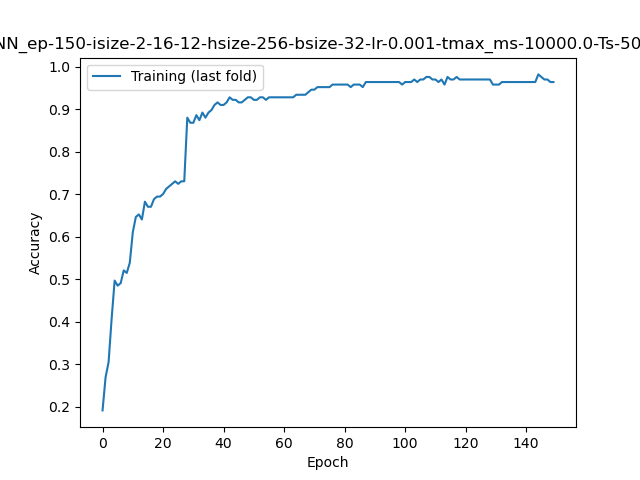 NN_ep-150-isize-2-16-12-hsize-256-bsize-32-lr-0.001-tmax_ms-10000.0-Ts-50
Training (last fold)
1.0
0.9
0.8
0.7
0.6
0.5
0.4
0.3
0.2
Accuracy
0 20 40 60 80 100 120 140
Epoch